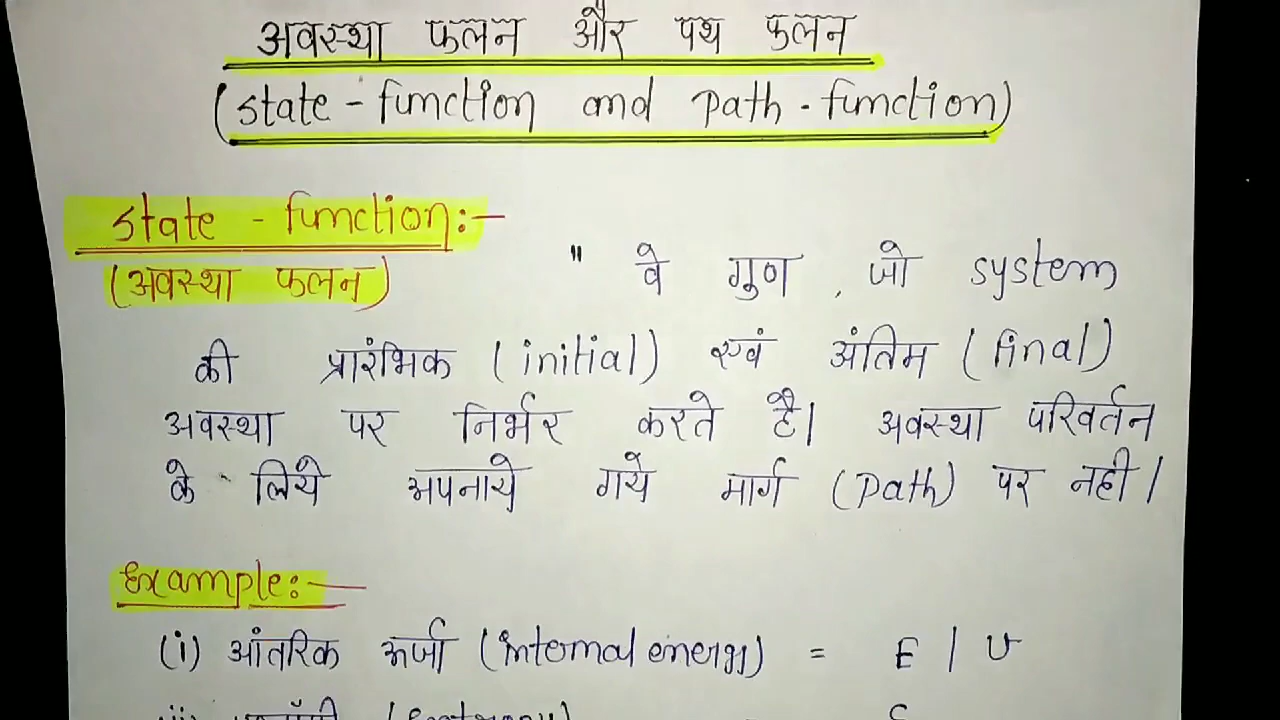 अवस्था फलन और पथ फलन
(State - function and Path - function)
State - function:-
(अवस्था फलन)
" वे गुण , जो system
की प्रारंभिक (initial) एवं अंतिम (final)
अवस्था पर निर्भर करते है। अवस्था परिवर्तन
के लिये अपनाये गये मार्ग (Path) पर नही।
Example:-
(i) आंतरिक ऊर्जा (Internal energy) = E / U